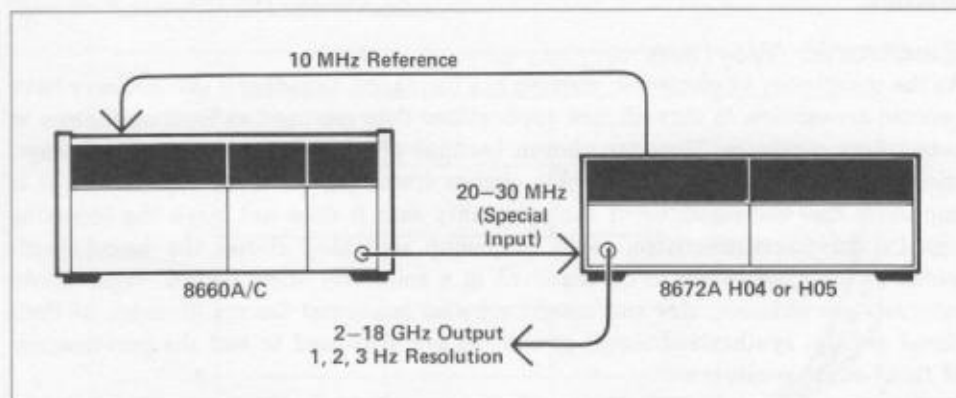 10 MHz Reference
20–30 MHz
(Special
Input)
8660A/C
8672A H04 or H05
2–18 GHz Output
1, 2, 3 Hz Resolution